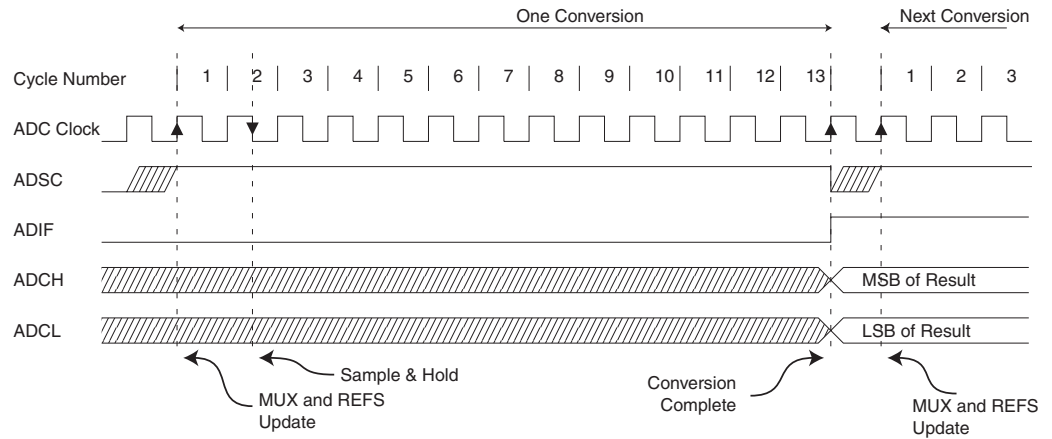 One Conversion
Next Conversion
Cycle Number 1 2 3 4 5 6 7 8 9 10 11 12 13 1 2 3
ADC Clock
ADSC
ADIF
ADCH
MSB of Result
ADCL
LSB of Result
Sample & Hold
MUX and REFS
Update
Conversion
Complete
MUX and REFS
Update